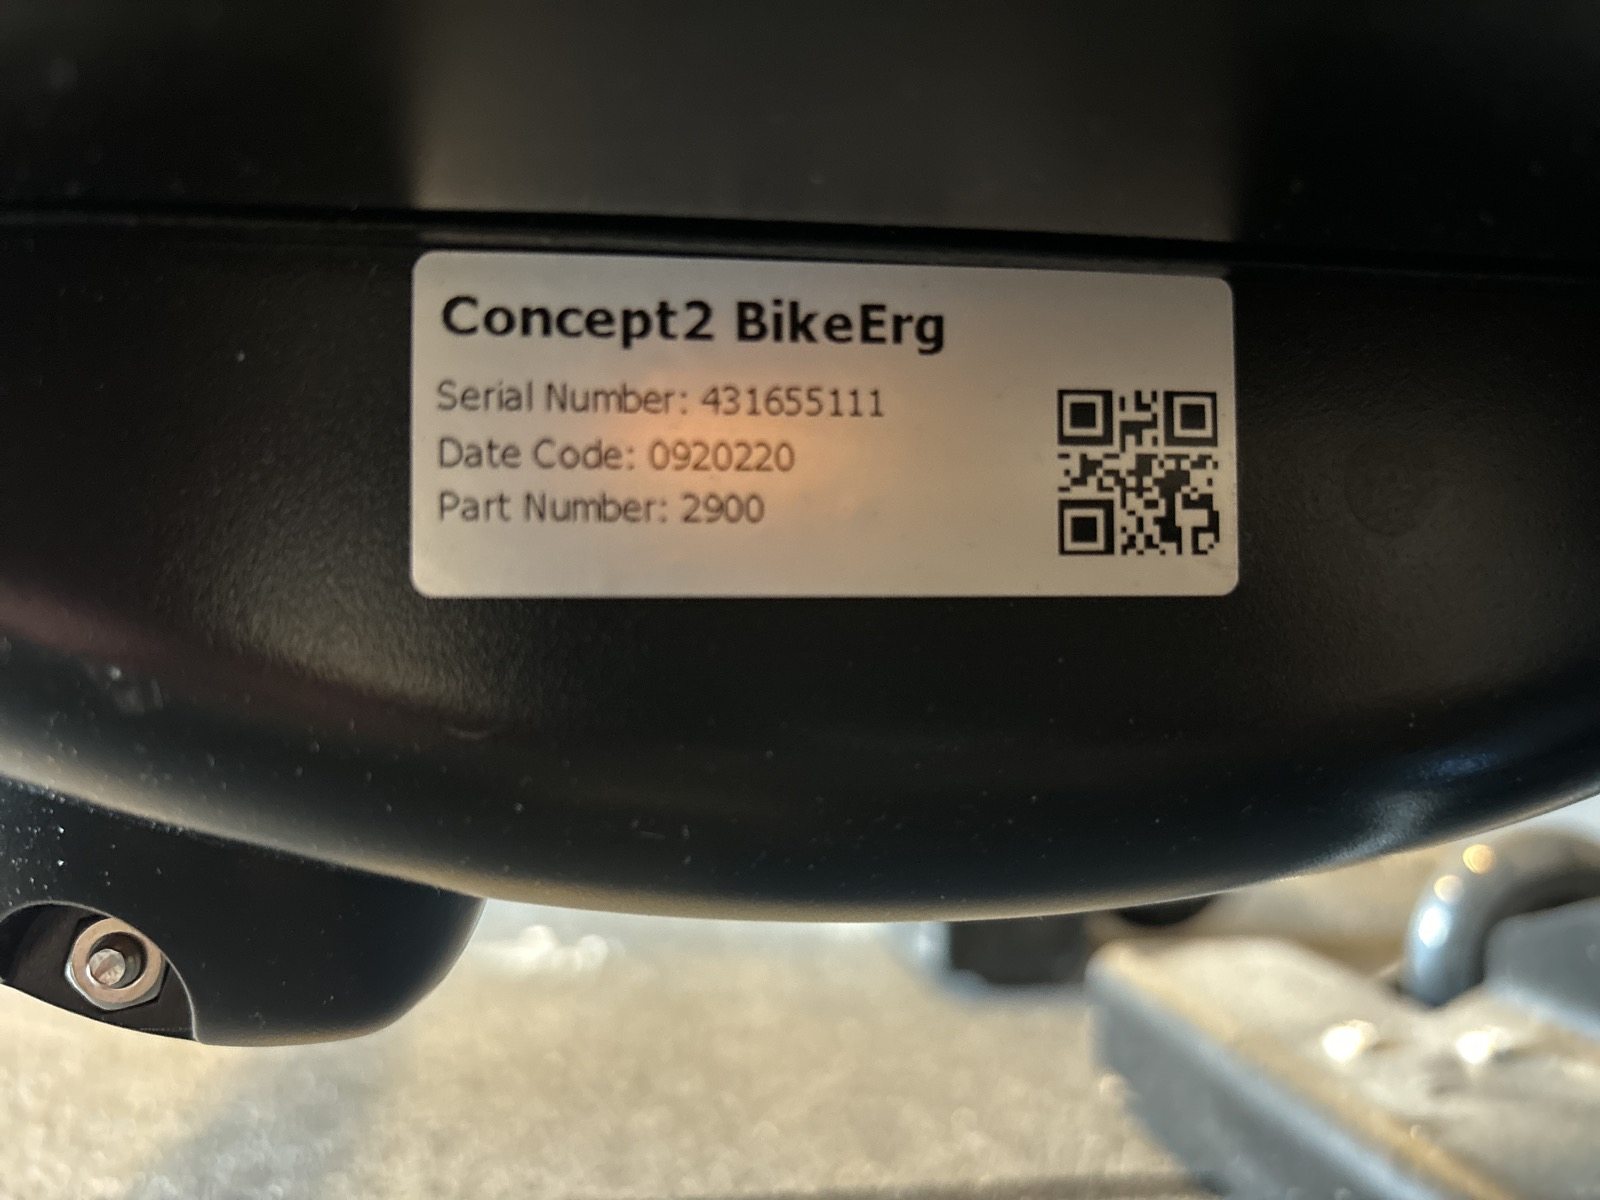 Concept2 BikeErg
Serial Number: 431655111
Date Code: 0920220
Part Number: 2900